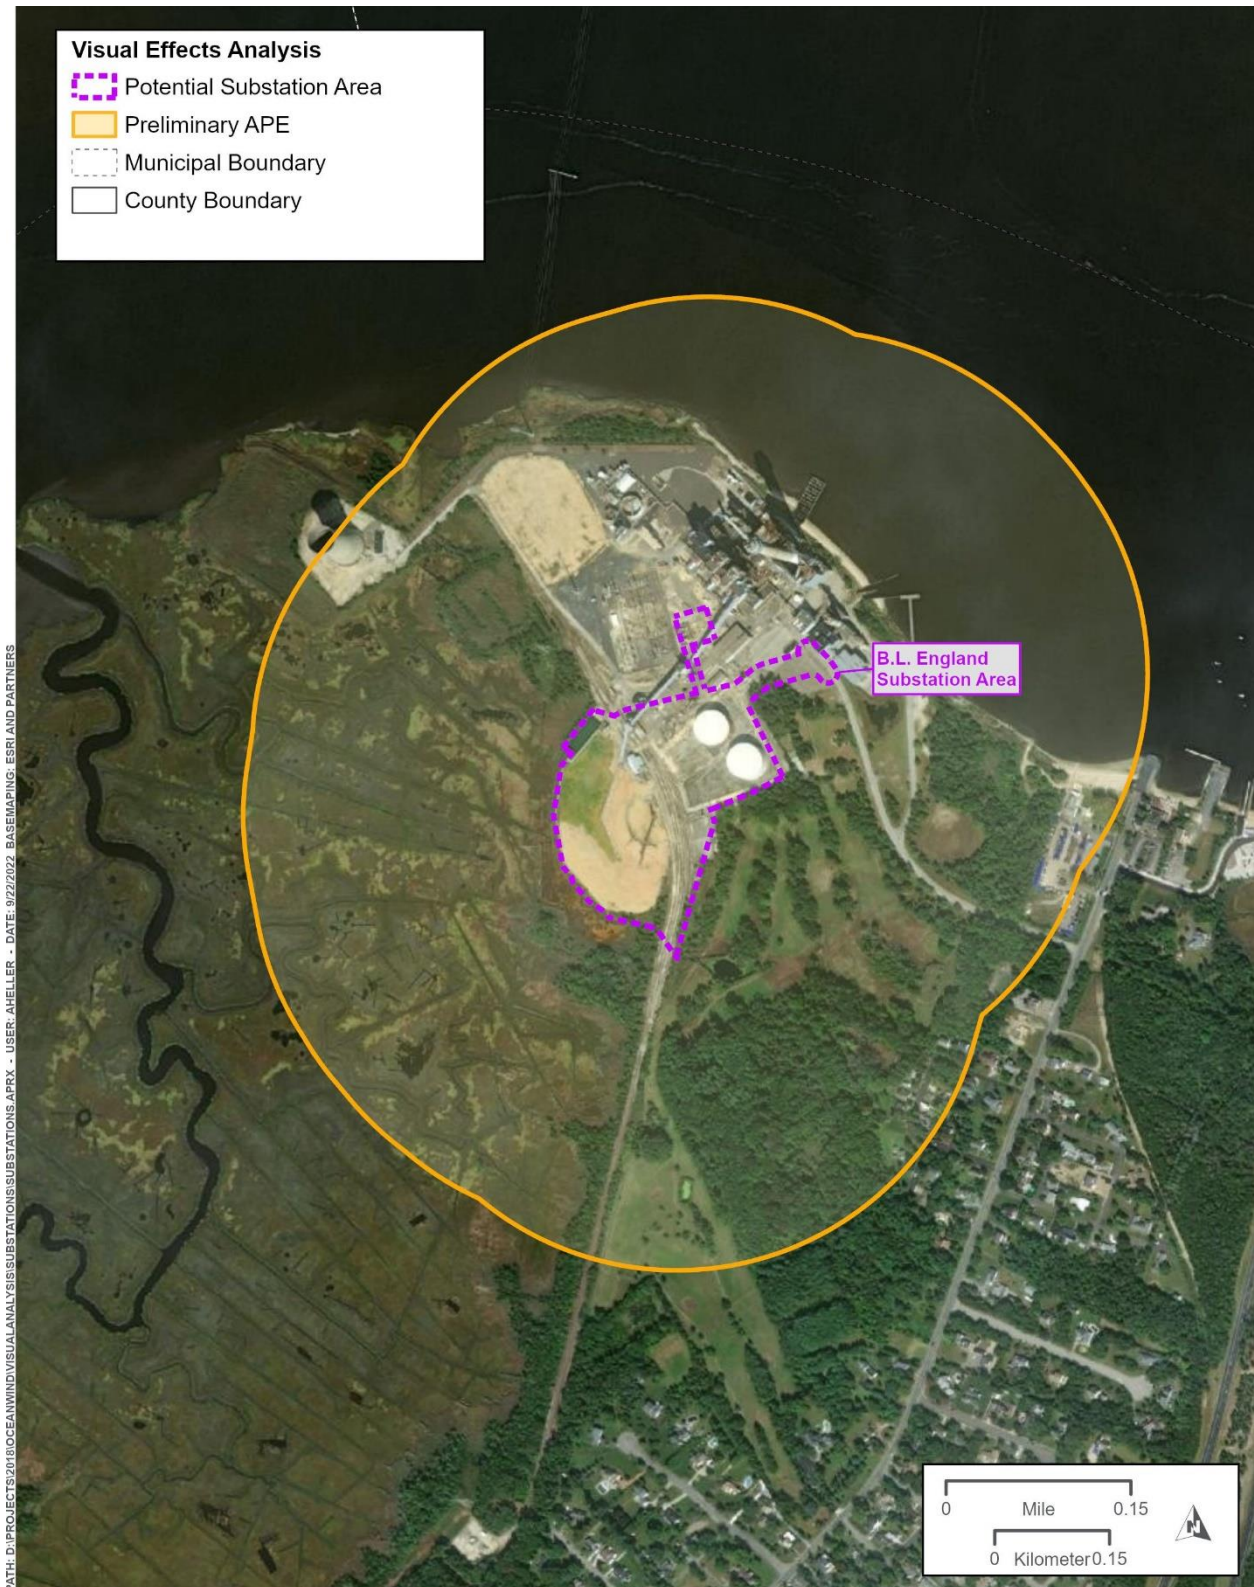 Visual Effects Analysis
Potential Substation Area
Preliminary APE
Municipal Boundary
County Boundary
B.L. England
Substation Area
0 Mile 0.15
0 Kilometer 0.15
N
PATH: D:\PROJECTS\2018\OCEANWIND\VISUALANALYSIS\SUBSTATIONS\SUBSTATIONS.APRX - USER: AHELLER - DATE: 9/22/2022 BASEMAPING: ESRI AND PARTNERS